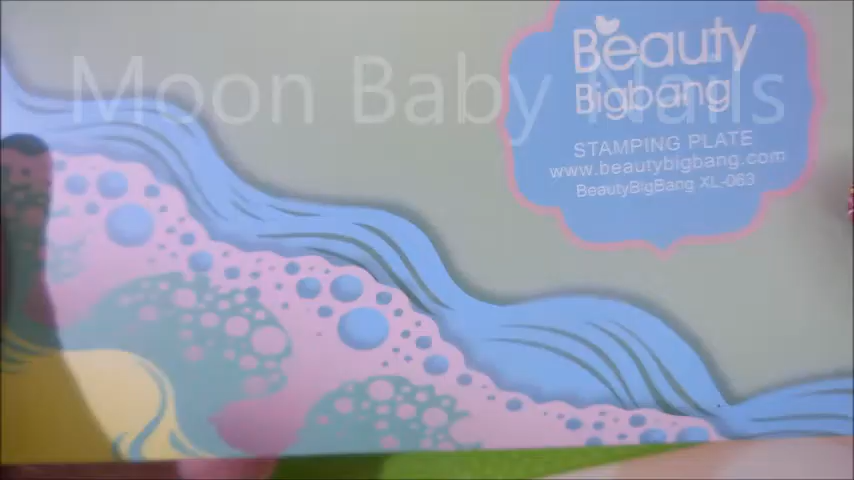 Moon Baby Nails
Beauty
Bigbang
STAMPING PLATE
www.beautybigbang.com
BeautyBigBang XL-063